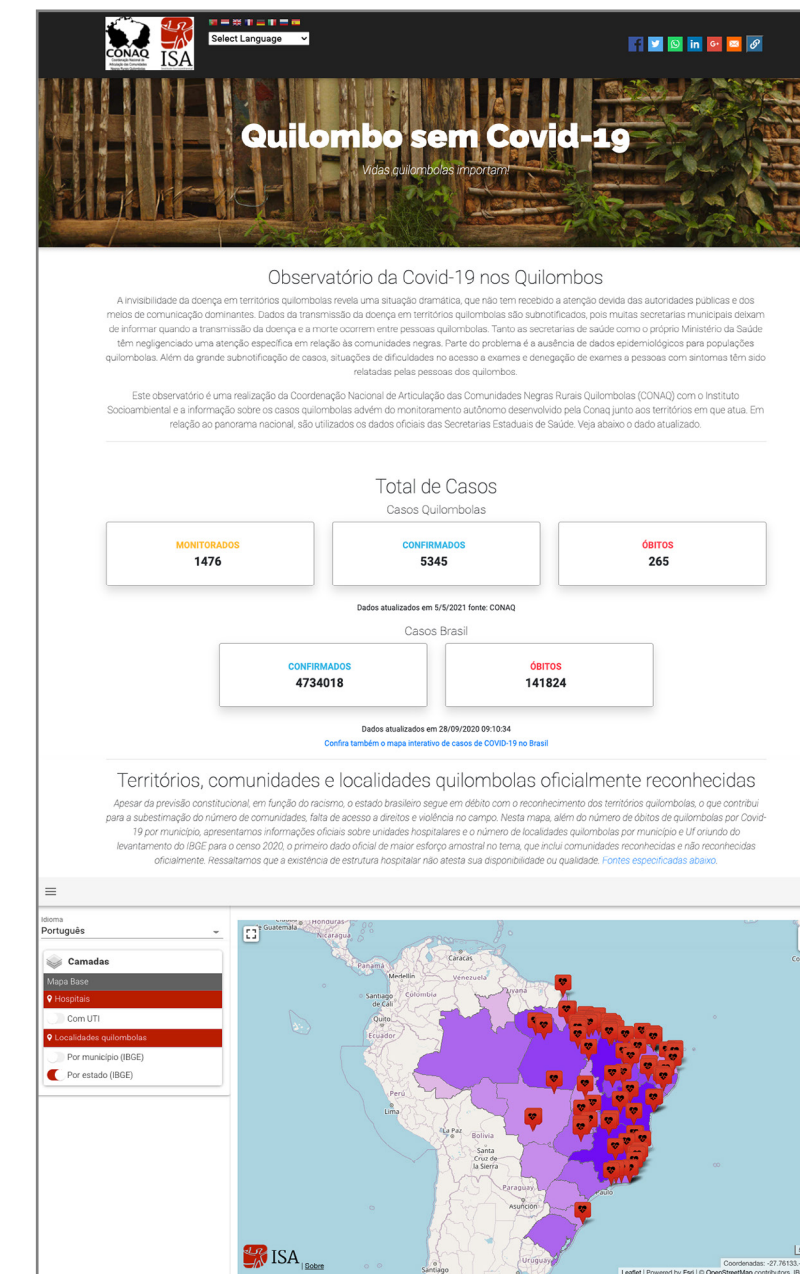 CONAQ
ISA
Select Language
Quilombo sem Covid-19
Vidas quilombolas importam!
Observatório da Covid-19 nos Quilombos
A invisibilidade da doença em territórios quilombolas revela uma situação dramática, que não tem recebido a atenção devida das autoridades públicas e dos
meios de comunicação dominantes. Dados da transmissão da doença em territórios quilombolas são subnotificados, pois muitas secretarias municipais deixam
de informar quando a transmissão da doença e a morte ocorrem entre pessoas quilombolas. Tanto as secretarias de saúde como o próprio Ministério da Saúde
têm negligenciado uma atenção específica em relação às comunidades negras. Parte do problema é a ausência de dados epidemiológicos para populações
quilombolas. Além da grande subnotificação de casos, situações de dificuldades no acesso a exames e denegação de exames a pessoas com sintomas têm sido
relatadas pelas pessoas dos quilombos.
Este observatório é uma realização da Coordenação Nacional de Articulação das Comunidades Negras Rurais Quilombolas (CONAQ) com o Instituto
Socioambiental e a informação sobre os casos quilombolas advêm do monitoramento autônomo desenvolvido pela Conaq junto aos territórios em que atua. Em
relação ao panorama nacional, são utilizados os dados oficiais das Secretarias Estaduais de Saúde. Veja abaixo o dado atualizado.
Total de Casos
Casos Quilombolas
MONITORADOS CONFIRMADOS ÓBITOS
1476 5345 265
Dados atualizados em 5/5/2021 fonte: CONAQ
Casos Brasil
CONFIRMADOS ÓBITOS
4734018 141824
Dados atualizados em 28/09/2020 09:10:34
Confira também o mapa interativo de casos de COVID-19 no Brasil
Territórios, comunidades e localidades quilombolas oficialmente reconhecidas
Apesar da previsão constitucional, em função do racismo, o estado brasileiro segue em débito com o reconhecimento dos territórios quilombolas, o que contribui
para a subestimação do número de comunidades, falta de acesso a direitos e violência no campo. Nesta mapa, além do número de óbitos de quilombolas por Covid-
19 por município, apresentamos informações oficiais sobre unidades hospitalares e o número de localidades quilombolas por município e Uf oriundo do
levantamento do IBGE para o censo 2020, o primeiro dado oficial de maior esforço amostral no tema, que inclui comunidades reconhecidas e não reconhecidas
oficialmente. Ressaltamos que a existência de estrutura hospitalar não atesta sua disponibilidade ou qualidade. Fontes especificadas abaixo.
Idioma
Português
Camadas
Mapa Base
Hospitais
Com UTI
Localidades quilombolas
Por município (IBGE)
Por estado (IBGE)
Guatemala
Honduras
Nicaragua
Caracas
Panamá
Medellín
Venezuela
Guyana
Santiago
de Cali
Colombia
Quito
Ecuador
Perú
Lima
La Paz
Bolivia
Santa
Cruz de
la Sierra
Paraguay
Paulo
Asunción
Uruguay
Santiago
ISA | Sobre
Coordenadas: -27.76133,
Leaflet | Powered by Esri | © OpenStreetMap contributors, IB